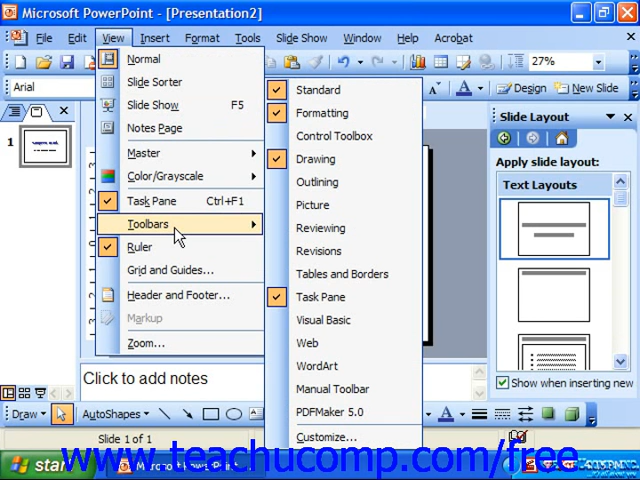 Microsoft PowerPoint - [Presentation2]
File Edit View Insert Format Tools Slide Show Window Help Acrobat
27%
Arial
Design New Slide
Normal
Slide Sorter
Slide Show F5
Notes Page
Master
Color/Grayscale
Task Pane Ctrl+F1
Toolbars
Ruler
Grid and Guides...
Header and Footer...
Markup
Zoom...
Standard
Formatting
Control Toolbox
Drawing
Outlining
Picture
Reviewing
Revisions
Tables and Borders
Task Pane
Visual Basic
Web
WordArt
Manual Toolbar
PDFMaker 5.0
Customize...
1
Slide Layout
Apply slide layout:
Text Layouts
Show when inserting new
Click to add notes
Draw AutoShapes
Slide 1 of 1
start
Microsoft PowerPoint
www.teachucomp.com/free